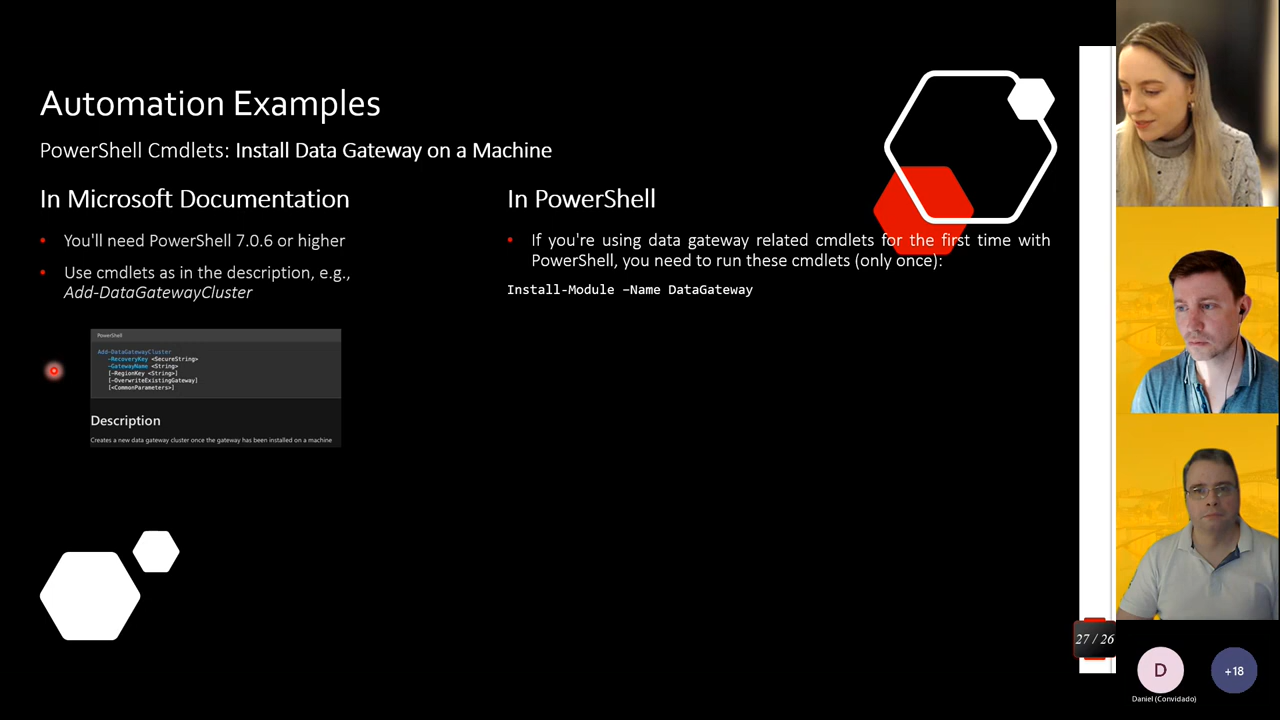 Automation Examples
PowerShell Cmdlets: Install Data Gateway on a Machine
In Microsoft Documentation
• You'll need PowerShell 7.0.6 or higher
• Use cmdlets as in the description, e.g.,
Add-DataGatewayCluster
PowerShell
Add-DataGatewayCluster
-RecoveryKey <SecureString>
-GatewayName <String>
[-RegionKey <String>]
[-OverwriteExistingGateway]
[<CommonParameters>]
Description
Creates a new data gateway cluster once the gateway has been installed on a machine
In PowerShell
• If you're using data gateway related cmdlets for the first time with
PowerShell, you need to run these cmdlets (only once):
Install-Module –Name DataGateway
27 / 26
D
+18
Daniel (Convidado)